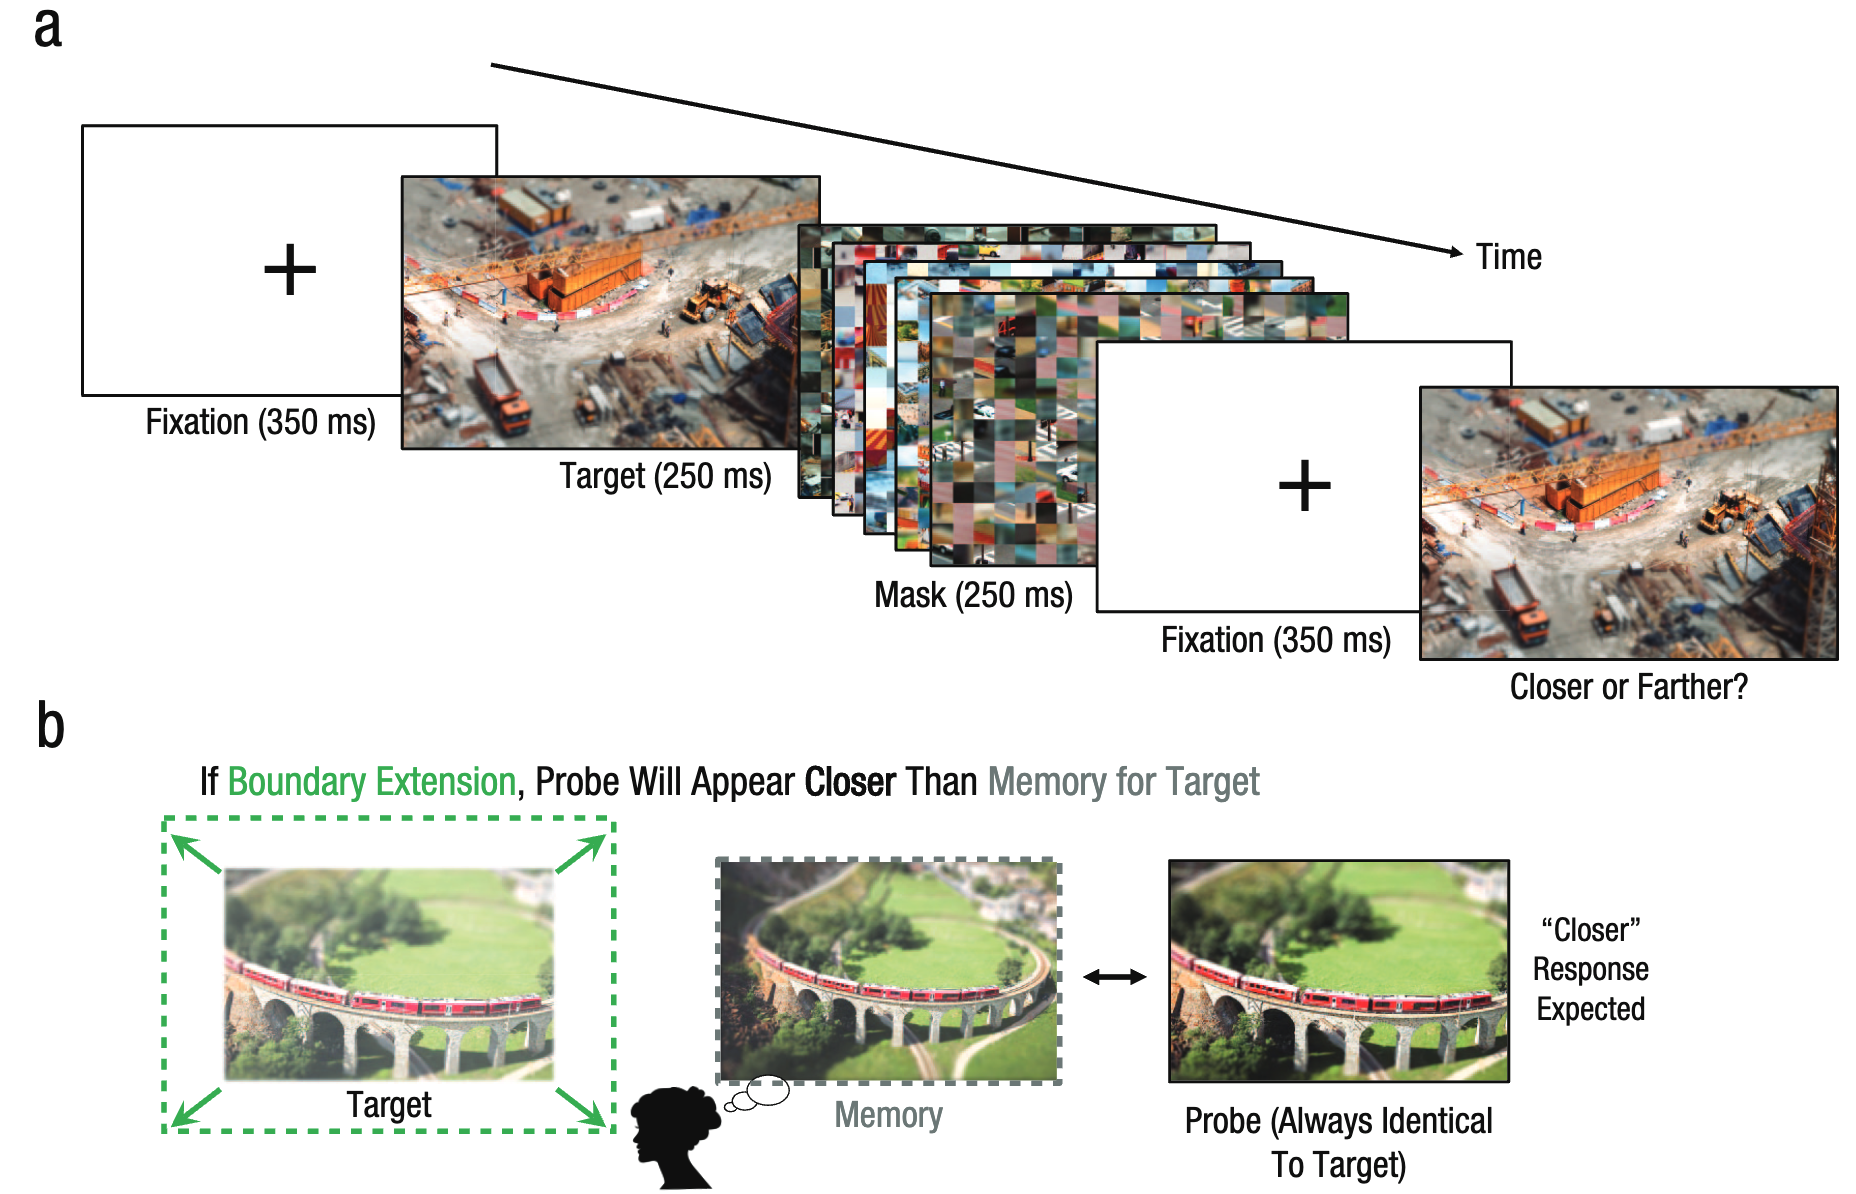 a
Time
Fixation (350 ms)
Target (250 ms)
Mask (250 ms)
Fixation (350 ms)
Closer or Farther?
b
If Boundary Extension, Probe Will Appear Closer Than Memory for Target
Target
Memory
Probe (Always Identical
To Target)
“Closer”
Response
Expected